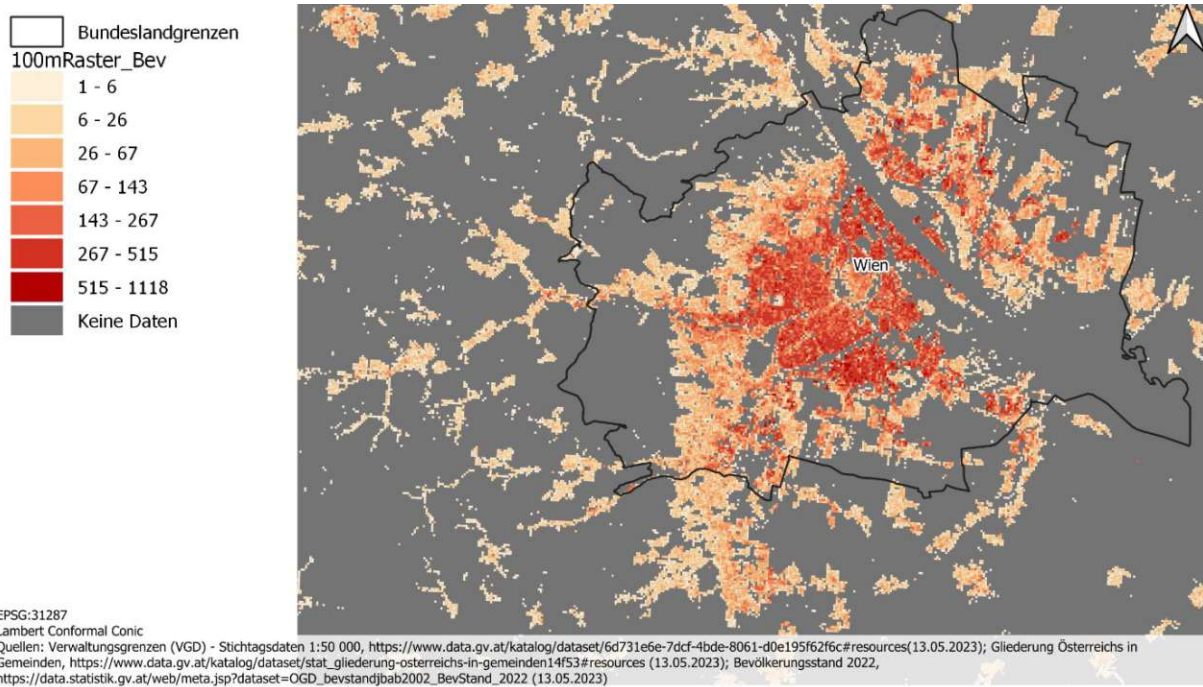 Bundeslandgrenzen
100mRaster_Bev
1 - 6
6 - 26
26 - 67
67 - 143
143 - 267
267 - 515
515 - 1118
Keine Daten
Wien
EPSG:31287
Lambert Conformal Conic
Quellen: Verwaltungsgrenzen (VGD) - Stichtagsdaten 1:50 000, https://www.data.gv.at/katalog/dataset/6d731e6e-7dcf-4bde-8061-d0e195f62f6c#resources(13.05.2023); Gliederung Österreichs in
Gemeinden, https://www.data.gv.at/katalog/dataset/stat_gliederung-osterreichs-in-gemeinden14f53#resources (13.05.2023); Bevölkerungsstand 2022,
https://data.statistik.gv.at/web/meta.jsp?dataset=OGD_bevstandjbab2002_BevStand_2022 (13.05.2023)